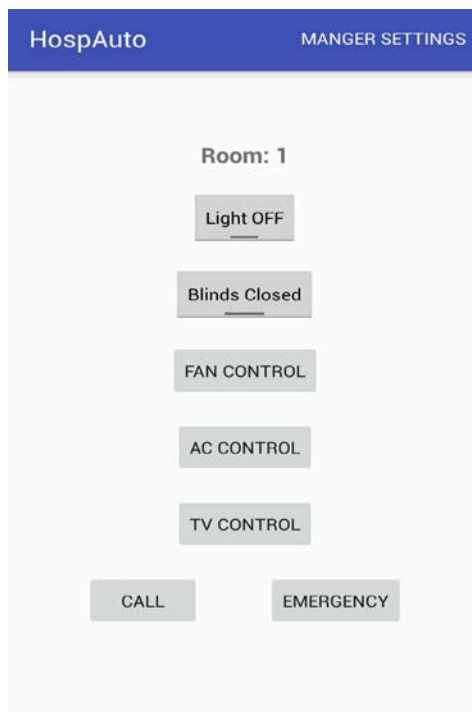 HospAuto MANGER SETTINGS
Room: 1
Light OFF
Blinds Closed
FAN CONTROL
AC CONTROL
TV CONTROL
CALL EMERGENCY